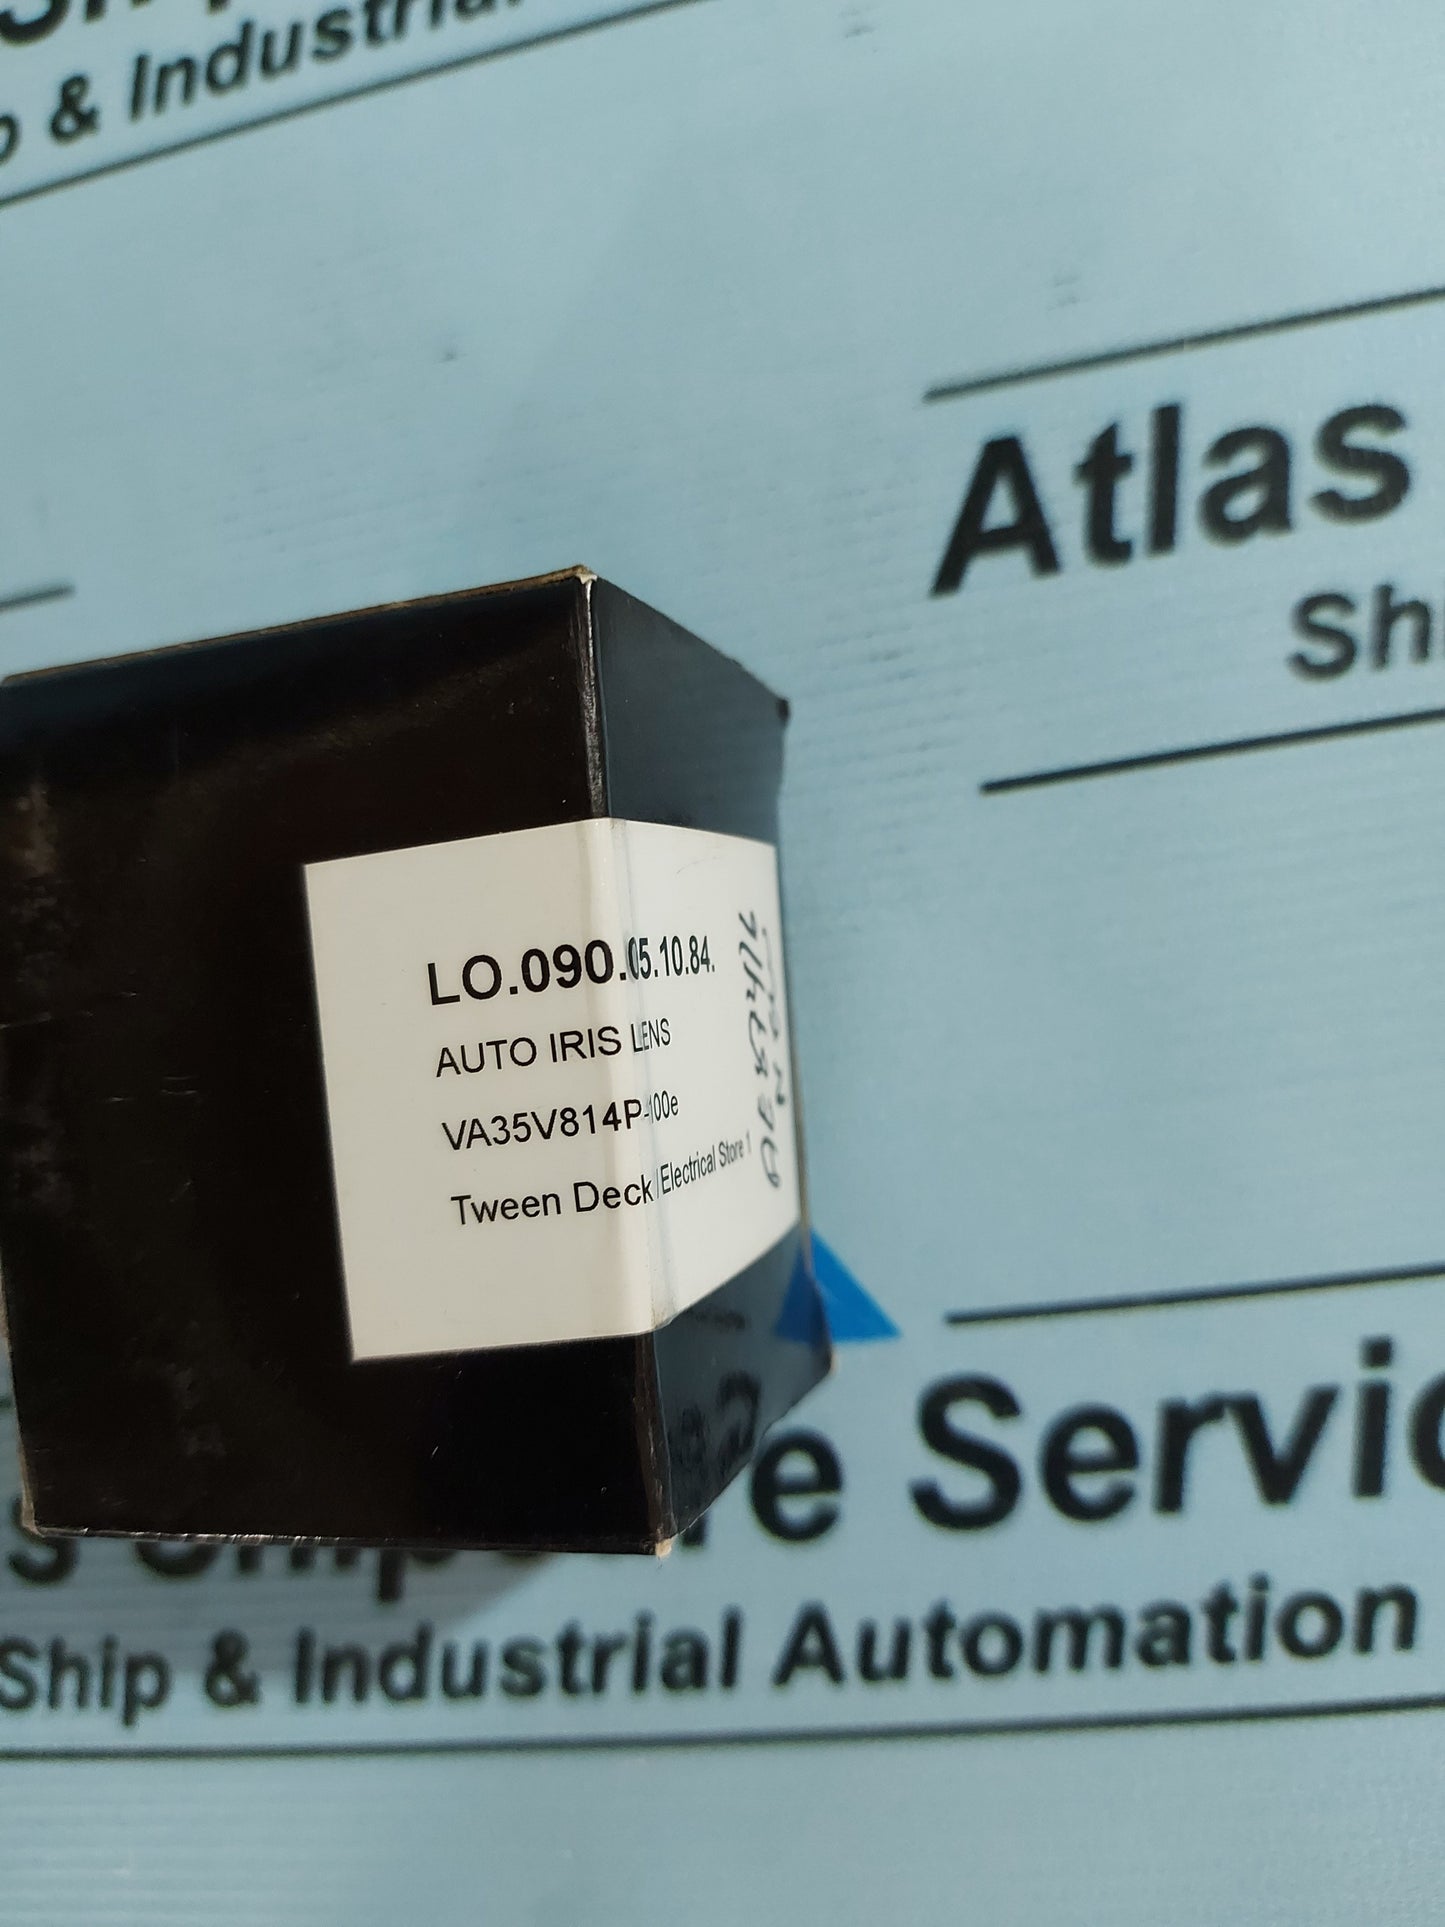 & Industrial
Atlas
LO.090.05.10.84.
AUTO IRIS LENS
VA35V814P-100e
Tween Deck/Electrical Store 1
e Servic
Ship & Industrial Automation